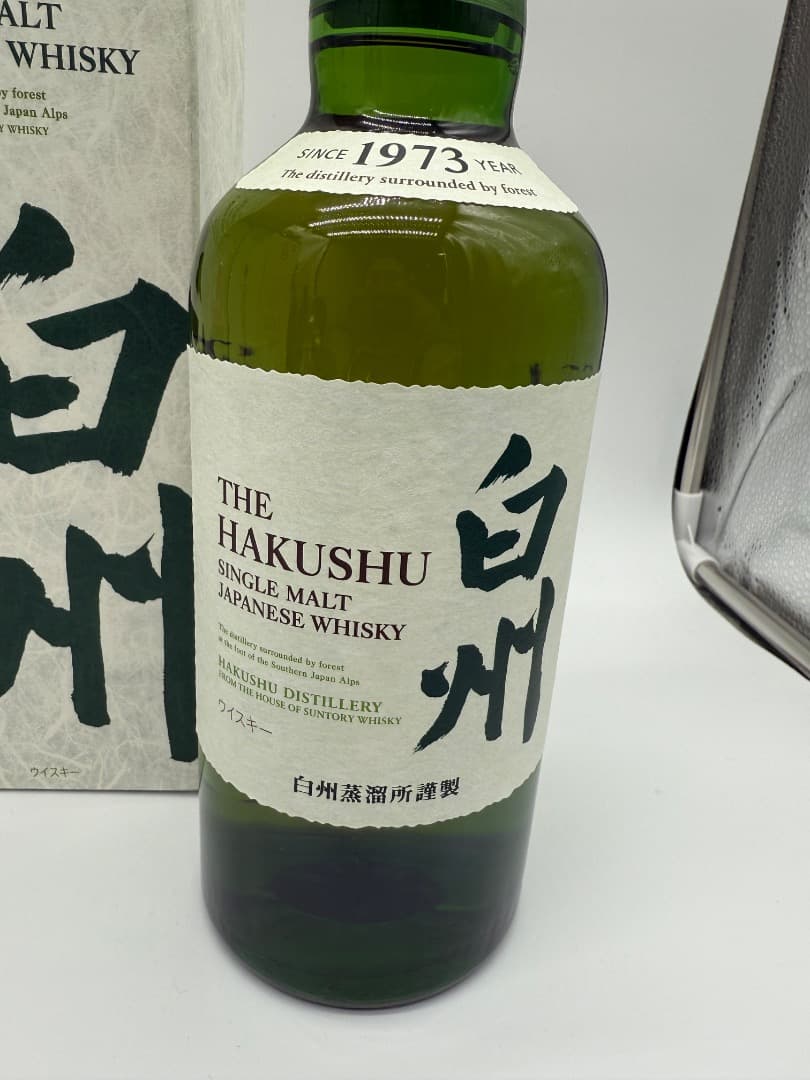 ALT
WHISKY
by forest
Japan Alps
Y WHISKY
白州
ウイスキー
SINCE 1973 YEAR
The distillery surrounded by forest
THE
HAKUSHU
SINGLE MALT
JAPANESE WHISKY
The distillery surrounded by forest
at the foot of the Southern Japan Alps
HAKUSHU DISTILLERY
FROM THE HOUSE OF SUNTORY WHISKY
ウイスキー
白州
白州蒸溜所謹製